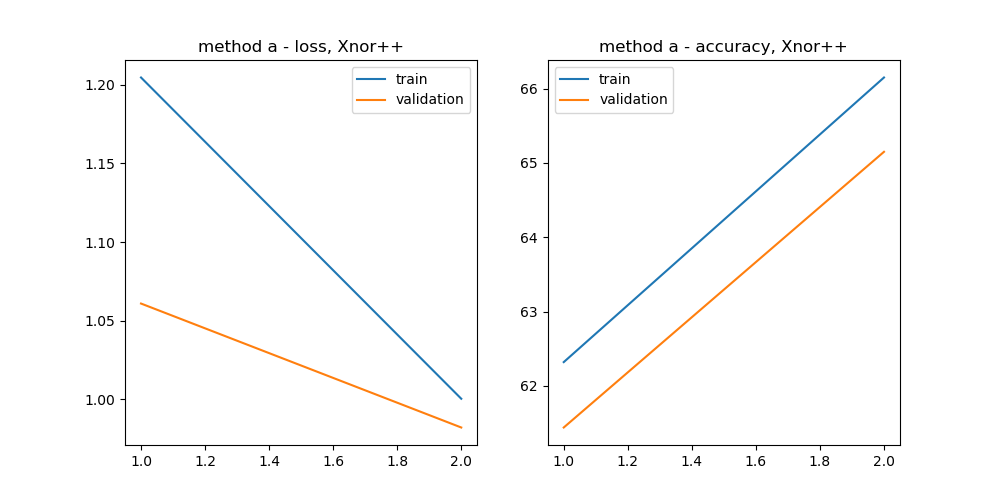 method a - loss, Xnor++
train
validation
1.20
1.15
1.10
1.05
1.00
1.0 1.2 1.4 1.6 1.8 2.0
method a - accuracy, Xnor++
train
validation
66
65
64
63
62
1.0 1.2 1.4 1.6 1.8 2.0